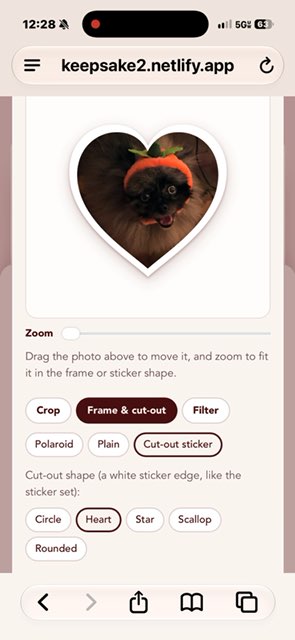 12:28
5G 63
keepsake2.netlify.app
Zoom
Drag the photo above to move it, and zoom to fit
it in the frame or sticker shape.
Crop Frame & cut-out Filter
Polaroid Plain Cut-out sticker
Cut-out shape (a white sticker edge, like the
sticker set):
Circle Heart Star Scallop
Rounded